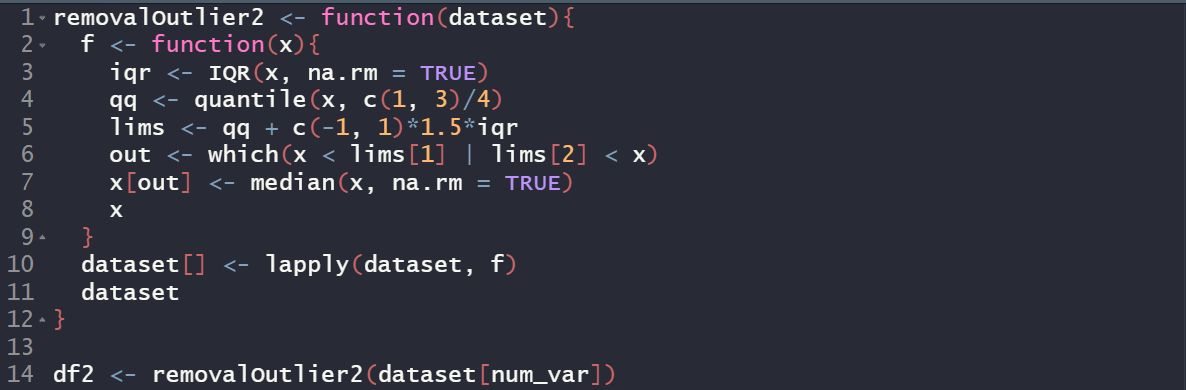 1 removalOutlier2 <- function(dataset){
2   f <- function(x){
3     iqr <- IQR(x, na.rm = TRUE)
4     qq <- quantile(x, c(1, 3)/4)
5     lims <- qq + c(-1, 1)*1.5*iqr
6     out <- which(x < lims[1] | lims[2] < x)
7     x[out] <- median(x, na.rm = TRUE)
8     x
9   }
10   dataset[] <- lapply(dataset, f)
11   dataset
12 }
13
14 df2 <- removalOutlier2(dataset[num_var])